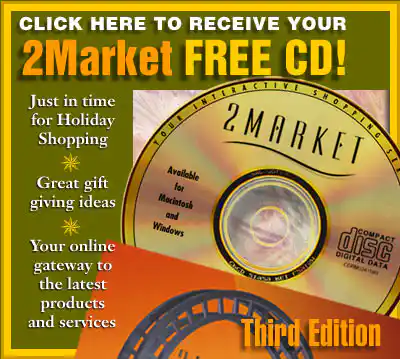 CLICK HERE TO RECEIVE YOUR
2Market FREE CD!
Just in time
for Holiday
Shopping
Great gift
giving ideas
Your online
gateway to
the latest
products
and services
YOUR INTERACTIVE SHOPPING SE
2MARKET
Available
for
Macintosh
and
Windows
COMPACT
disc
DIGITAL DATA
Third Edition